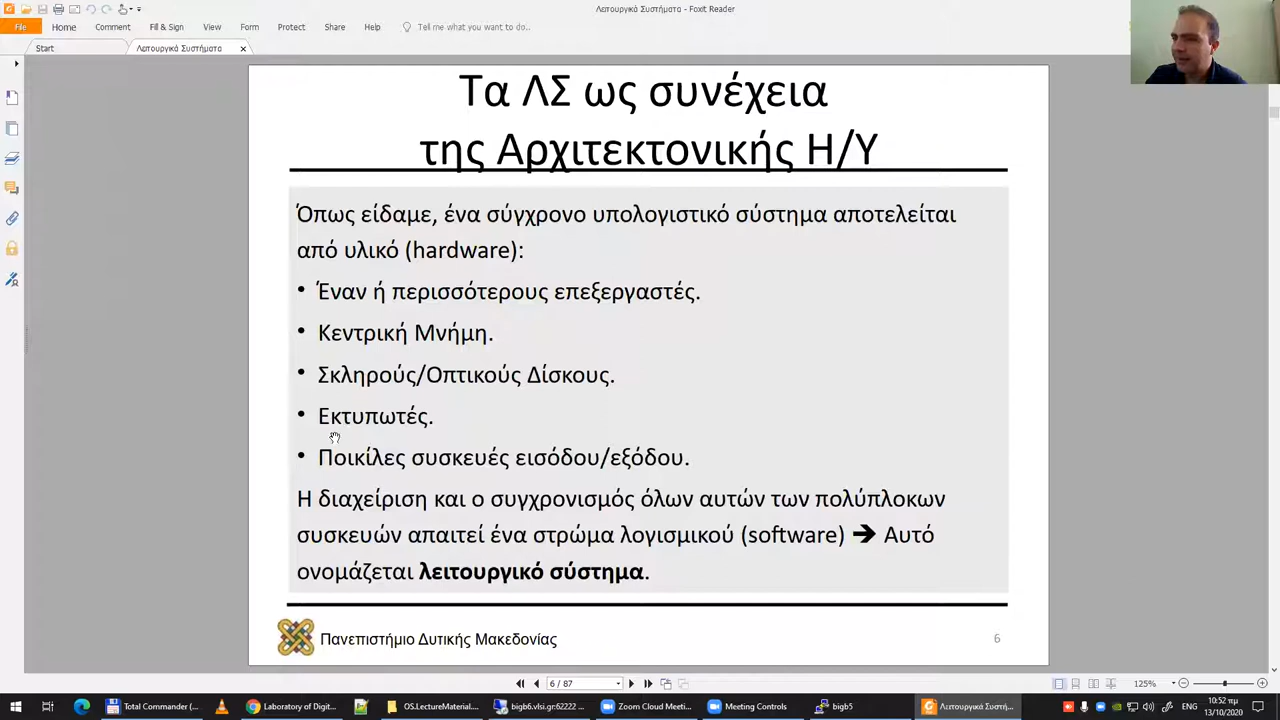 Λειτουργικά Συστήματα - Foxit Reader
File Home Comment Fill & Sign View Form Protect Share Help Tell me what you want to do...
Start Λειτουργικά Συστήματα
Τα ΛΣ ως συνέχεια
της Αρχιτεκτονικής Η/Υ
Όπως είδαμε, ένα σύγχρονο υπολογιστικό σύστημα αποτελείται
από υλικό (hardware):
• Έναν ή περισσότερους επεξεργαστές.
• Κεντρική Μνήμη.
• Σκληρούς/Οπτικούς Δίσκους.
• Εκτυπωτές.
• Ποικίλες συσκευές εισόδου/εξόδου.
Η διαχείριση και ο συγχρονισμός όλων αυτών των πολύπλοκων
συσκευών απαιτεί ένα στρώμα λογισμικού (software) ➔ Αυτό
ονομάζεται λειτουργικό σύστημα.
Πανεπιστήμιο Δυτικής Μακεδονίας 6
6 / 87 125%
Total Commander (... Laboratory of Digit... OS.LectureMaterial.... bigb6.vlsi.gr:62222 ... Zoom Cloud Meeti... Meeting Controls bigb5 Λειτουργικά Συστή... 10:52 πμ
13/10/2020